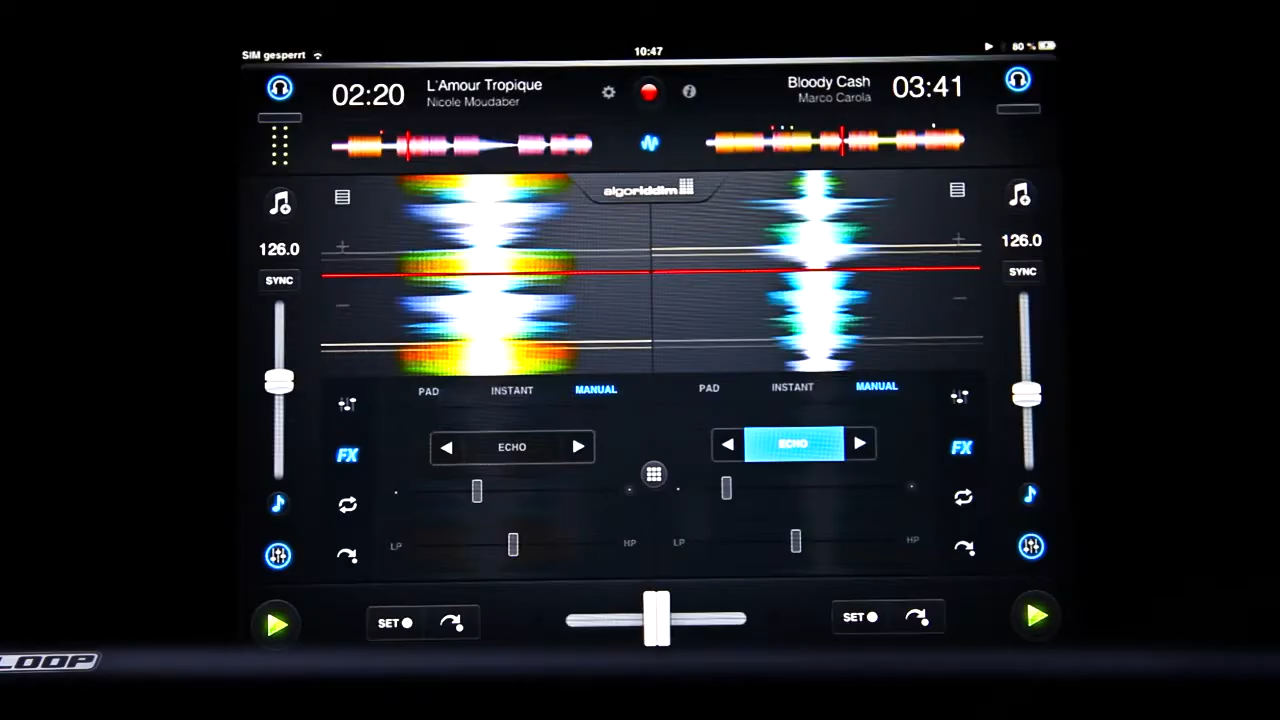 SIM gesperrt
10:47
80 %
02:20
L'Amour Tropique
Nicole Moudaber
Bloody Cash
Marco Carola
03:41
algoriddim
126.0
SYNC
126.0
SYNC
PAD INSTANT MANUAL
PAD INSTANT MANUAL
FX
ECHO
ECHO
FX
LP HP
LP HP
SET
SET
LOOP